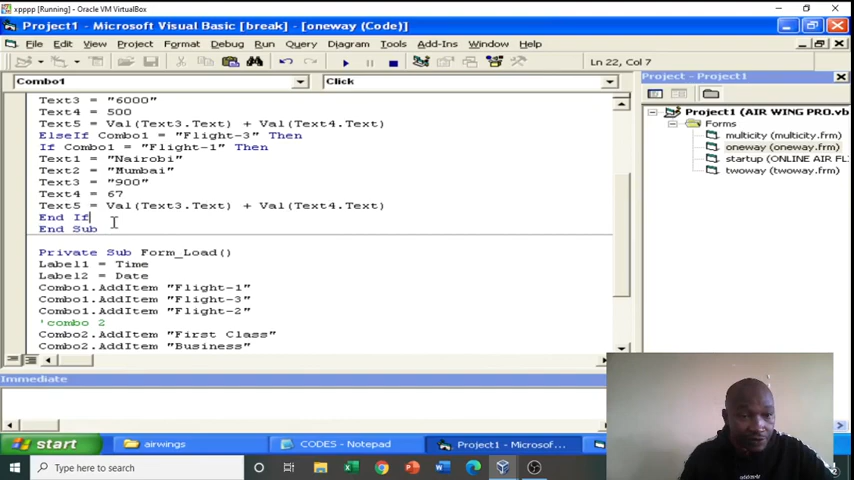 xpppp [Running] - Oracle VM VirtualBox
Project1 - Microsoft Visual Basic [break] - [oneway (Code)]
File Edit View Project Format Debug Run Query Diagram Tools Add-Ins Window Help
Ln 22, Col 7
Combo1
Click
Project - Project1
Text3 = "6000"
Text4 = 500
Text5 = Val(Text3.Text) + Val(Text4.Text)
ElseIf Combo1 = "Flight-3" Then
If Combo1 = "Flight-1" Then
Text1 = "Nairobi"
Text2 = "Mumbai"
Text3 = "900"
Text4 = 67
Text5 = Val(Text3.Text) + Val(Text4.Text)
End If
End Sub
Private Sub Form_Load()
Label1 = Time
Label2 = Date
Combo1.AddItem "Flight-1"
Combo1.AddItem "Flight-3"
Combo1.AddItem "Flight-2"
'combo 2
Combo2.AddItem "First Class"
Combo2.AddItem "Business"
Project1 (AIR WING PRO.vb
Forms
multicity (multicity.frm)
oneway (oneway.frm)
startup (ONLINE AIR FL
twoway (twoway.frm)
Immediate
start
airwings
CODES - Notepad
Project1 - Microsof...
Type here to search